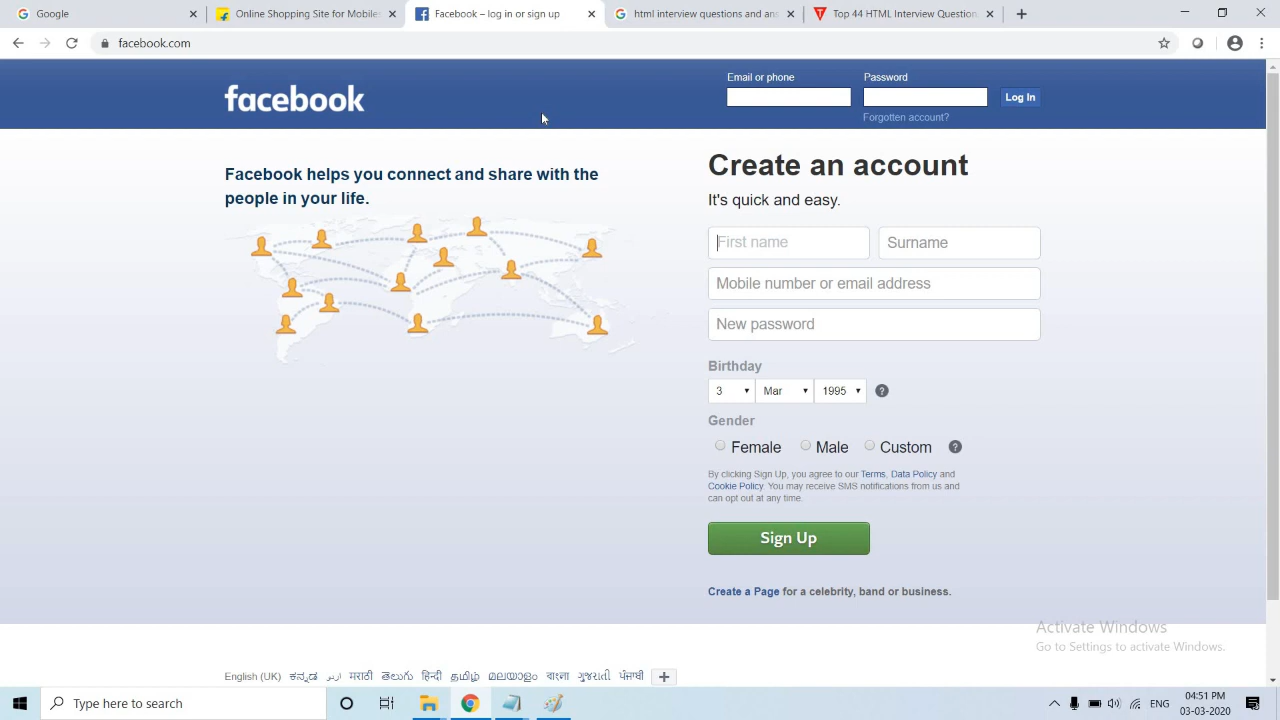 Google
Online Shopping Site for Mobiles
Facebook – log in or sign up
html interview questions and ans
Top 44 HTML Interview Question
facebook.com
facebook
Email or phone
Password
Log In
Forgotten account?
Facebook helps you connect and share with the
people in your life.
Create an account
It's quick and easy.
First name
Surname
Mobile number or email address
New password
Birthday
3
Mar
1995
?
Gender
Female
Male
Custom
?
By clicking Sign Up, you agree to our Terms, Data Policy and
Cookie Policy. You may receive SMS notifications from us and
can opt out at any time.
Sign Up
Create a Page for a celebrity, band or business.
Activate Windows
Go to Settings to activate Windows.
English (UK) ಕನ್ನಡ اردو मराठी తెలుగు हिन्दी தமிழ் മലയാളം বাংলা ગુજરાતી ਪੰਜਾਬੀ +
Type here to search
ENG
04:51 PM
03-03-2020